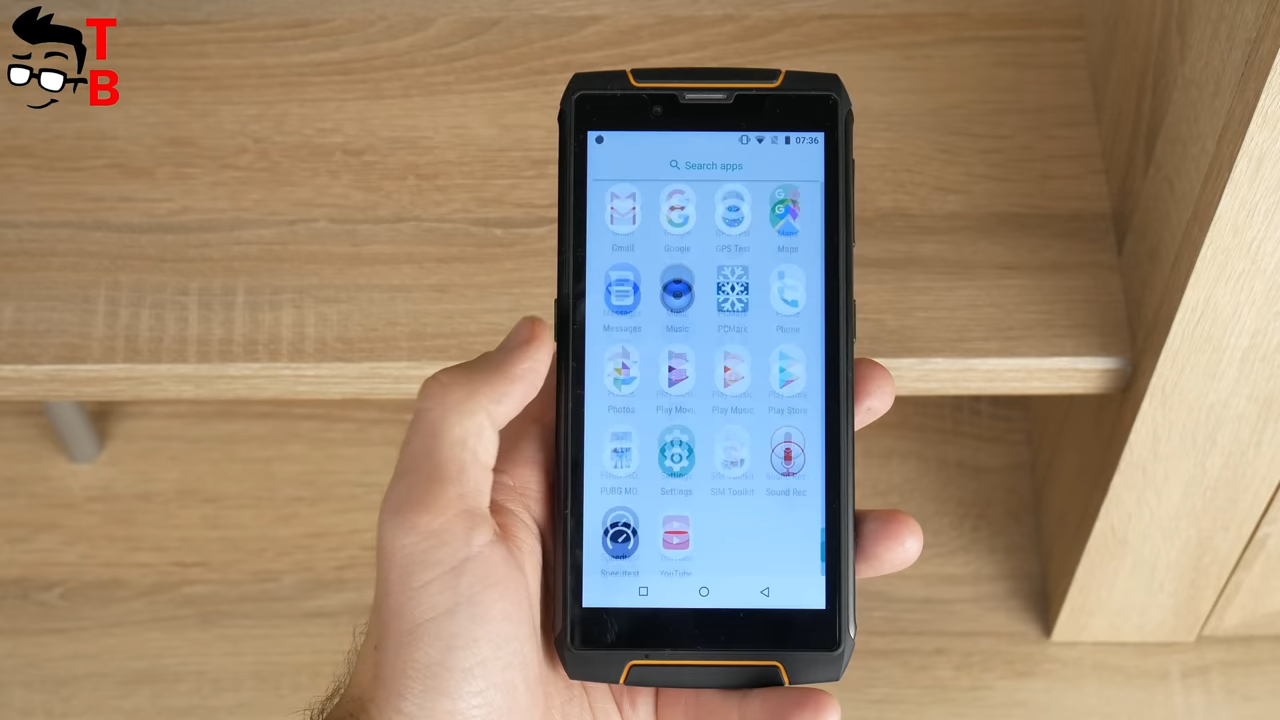 T
B
07:36
Search apps
Gmail Google GPS Test Maps
Messages Music PCMark Phone
Photos Play Movi.. Play Music Play Store
PUBG MO.. Settings SIM Toolkit Sound Rec..
Speedtest YouTube